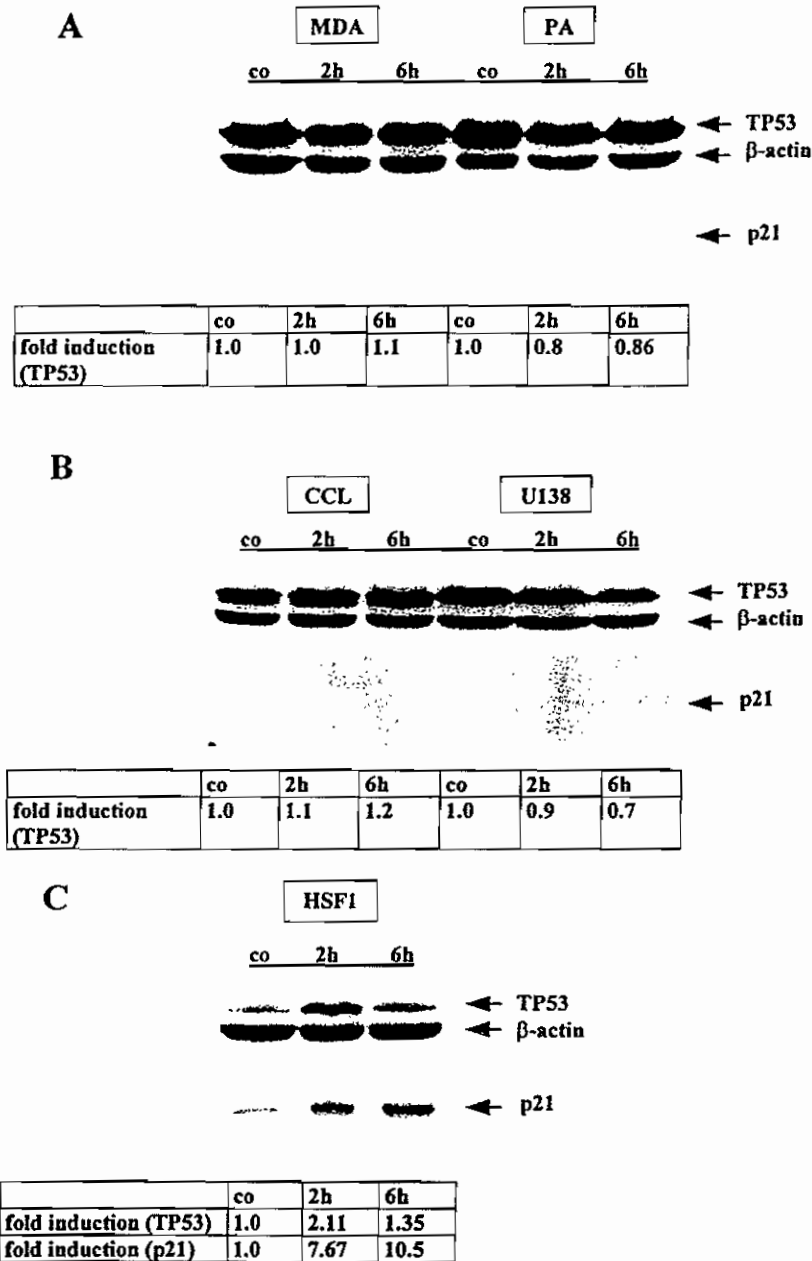 A
MDA PA
co 2h 6h co 2h 6h
TP53
β-actin
p21
co 2h 6h co 2h 6h
fold induction (TP53) 1.0 1.0 1.1 1.0 0.8 0.86
B
CCL U138
co 2h 6h co 2h 6h
TP53
β-actin
p21
co 2h 6h co 2h 6h
fold induction (TP53) 1.0 1.1 1.2 1.0 0.9 0.7
C
HSF1
co 2h 6h
TP53
β-actin
p21
co 2h 6h
fold induction (TP53) 1.0 2.11 1.35
fold induction (p21) 1.0 7.67 10.5